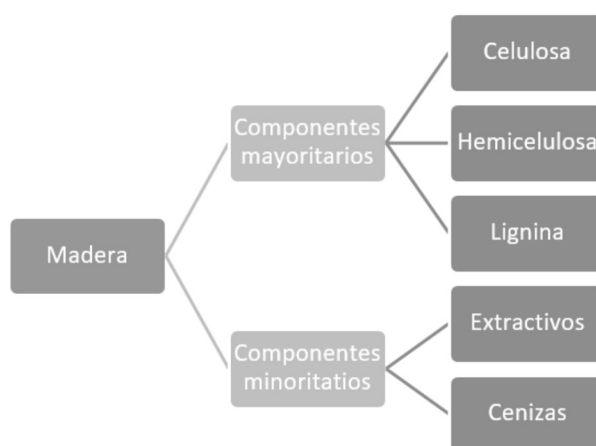 Madera
Componentes
mayoritarios
Celulosa
Hemicelulosa
Lignina
Componentes
minoritatios
Extractivos
Cenizas